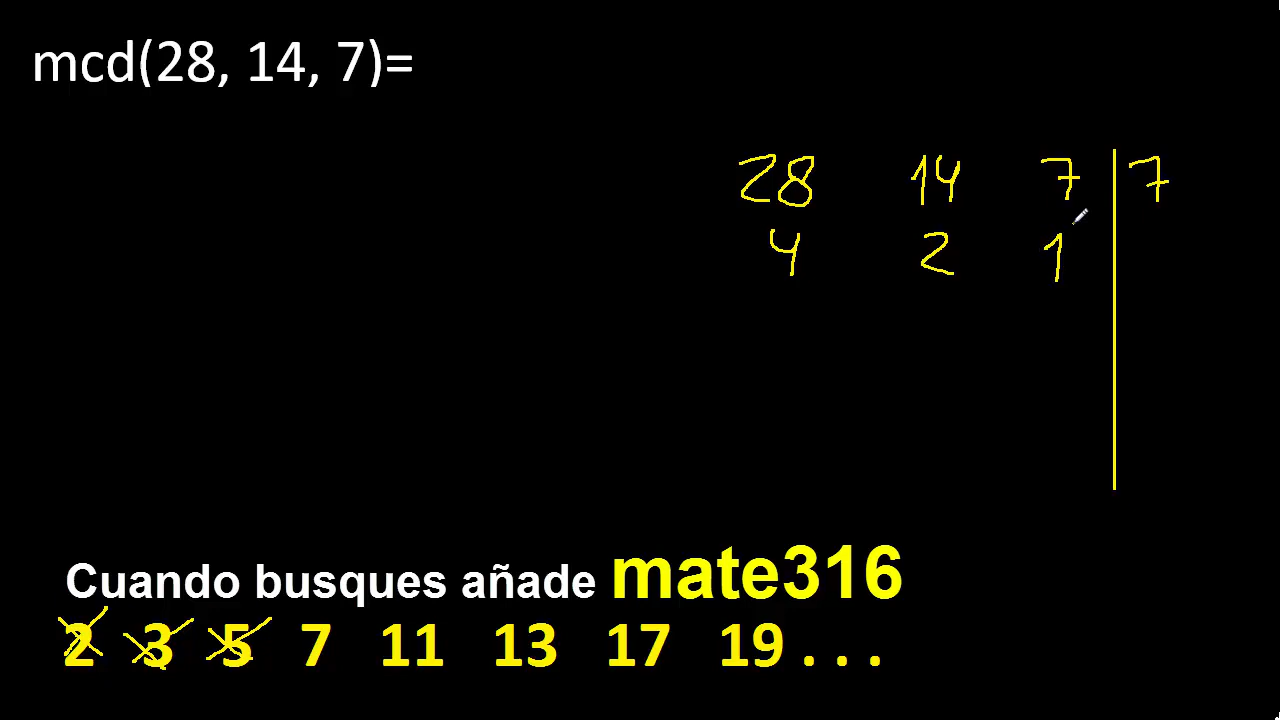 mcd(28, 14, 7)=
28 14 7 7
4 2 1
Cuando busques añade mate316
2 3 5 7 11 13 17 19 . . .